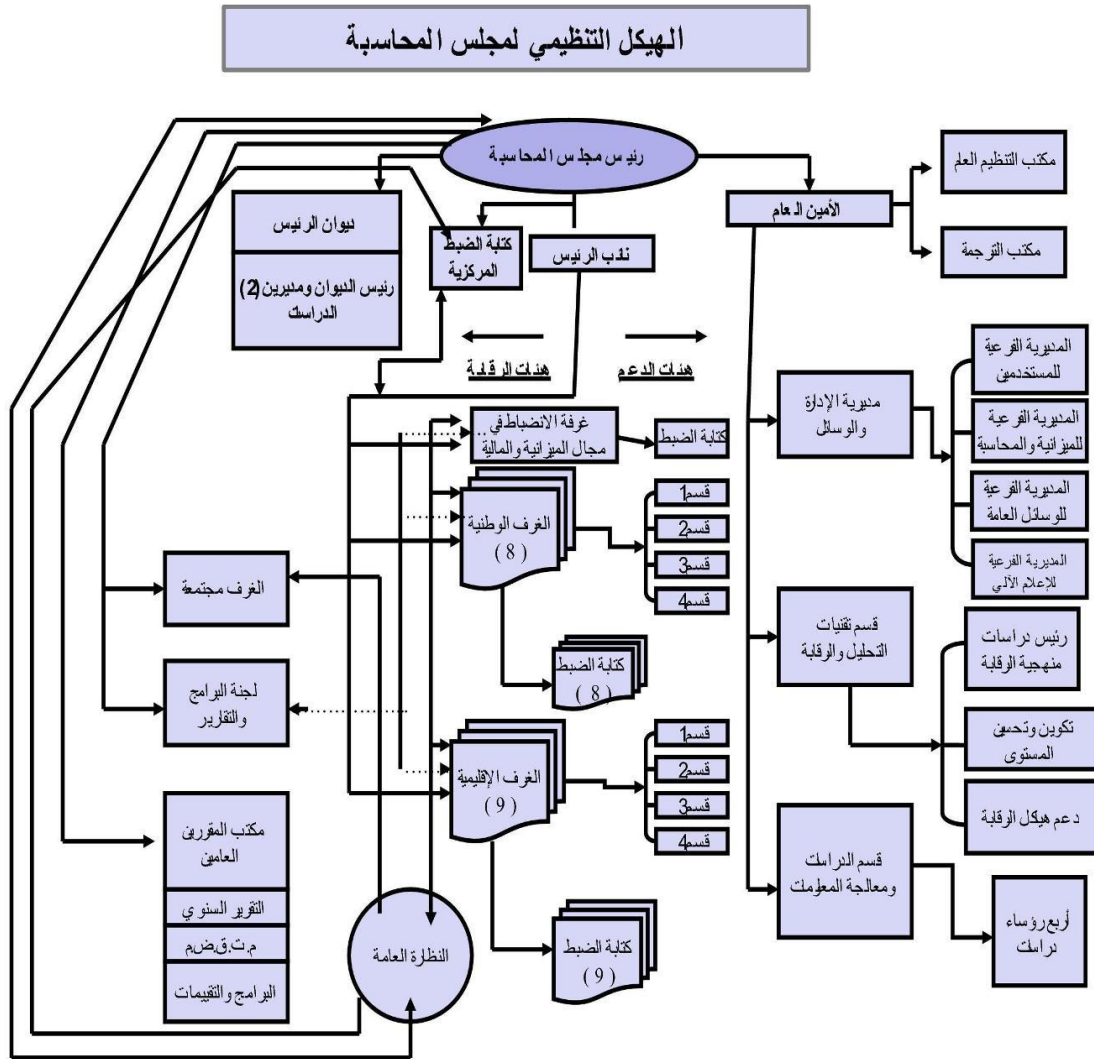 الهيكل التنظيمي لمجلس المحاسبة
رئيس مجلس المحاسبة
مكتب التنظيم العام
الأمين العام
مكتب الترجمة
ديوان الرئيس
رئيس الديوان ومديرين (2)
الدراسات
كتابة الضبط
المركزية
نائب الرئيس
هيئات الرقابة
هيئات الدعم
غرفة الانضباط في
مجال الميزانية والمالية
كتابة الضبط
الغرف الوطنية
( 8 )
قسم1
قسم2
قسم3
قسم4
كتابة الضبط
( 8 )
الغرف الإقليمية
( 9 )
قسم1
قسم2
قسم3
قسم4
كتابة الضبط
( 9 )
مديرية الإدارة
والوسائل
المديرية الفرعية
للمستخدمين
المديرية الفرعية
للميزانية والمحاسبة
المديرية الفرعية
للوسائل العامة
المديرية الفرعية
للإعلام الآلي
قسم تقنيات
التحليل والرقابة
رئيس دراسات
منهجية الرقابة
تكوين وتحسين
المستوى
دعم هيكل الرقابة
قسم الدراسات
ومعالجة المعلومات
أربع رؤساء
دراسات
الغرف مجتمعة
لجنة البرامج
والتقارير
مكتب المقررين
العامين
التقرير السنوي
م.ت.ق.ض.م
البرامج والتقييمات
النظارة العامة